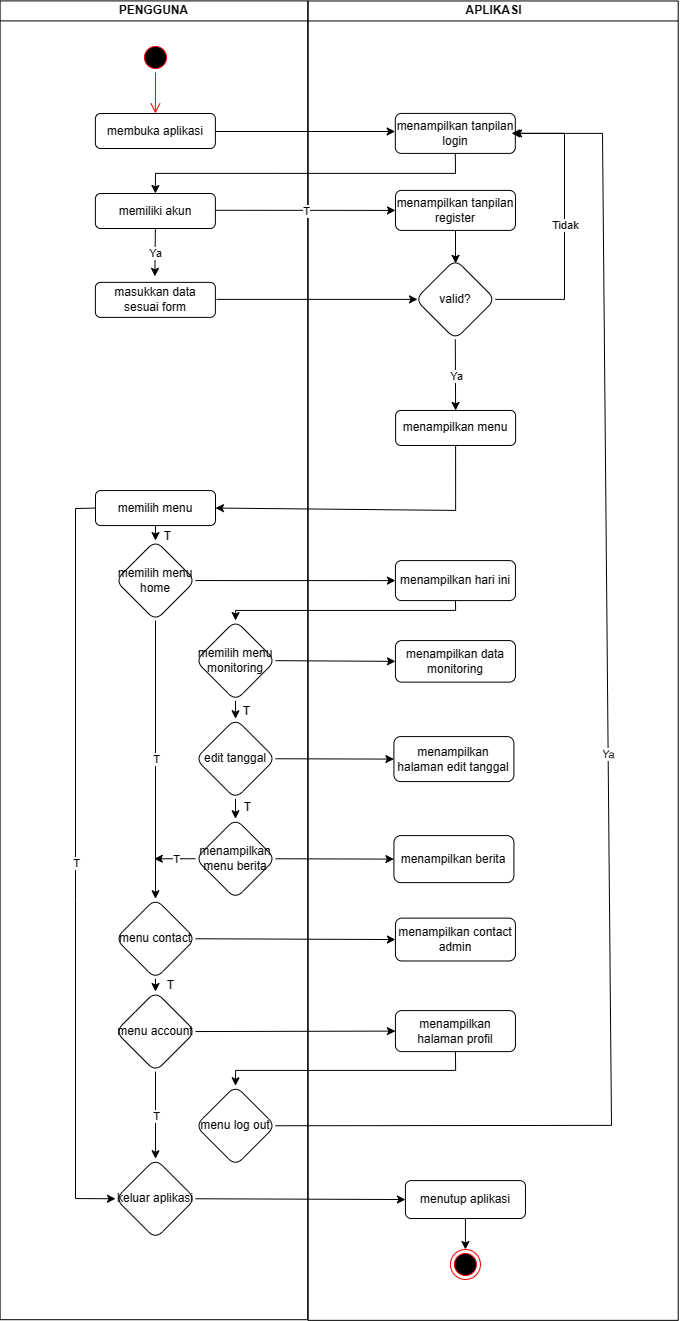 PENGGUNA
APLIKASI
membuka aplikasi
menampilkan tanpilan
login
memiliki akun
T
menampilkan tanpilan
register
Tidak
Ya
masukkan data
sesuai form
valid?
Ya
menampilkan menu
memilih menu
T
memilih menu
home
menampilkan hari ini
memilih menu
monitoring
menampilkan data
monitoring
T
edit tanggal
menampilkan
halaman edit tanggal
T
Ya
T
menampilkan
menu berita
T
menampilkan berita
T
menu contact
menampilkan contact
admin
T
menu account
menampilkan
halaman profil
T
menu log out
keluar aplikasi
menutup aplikasi